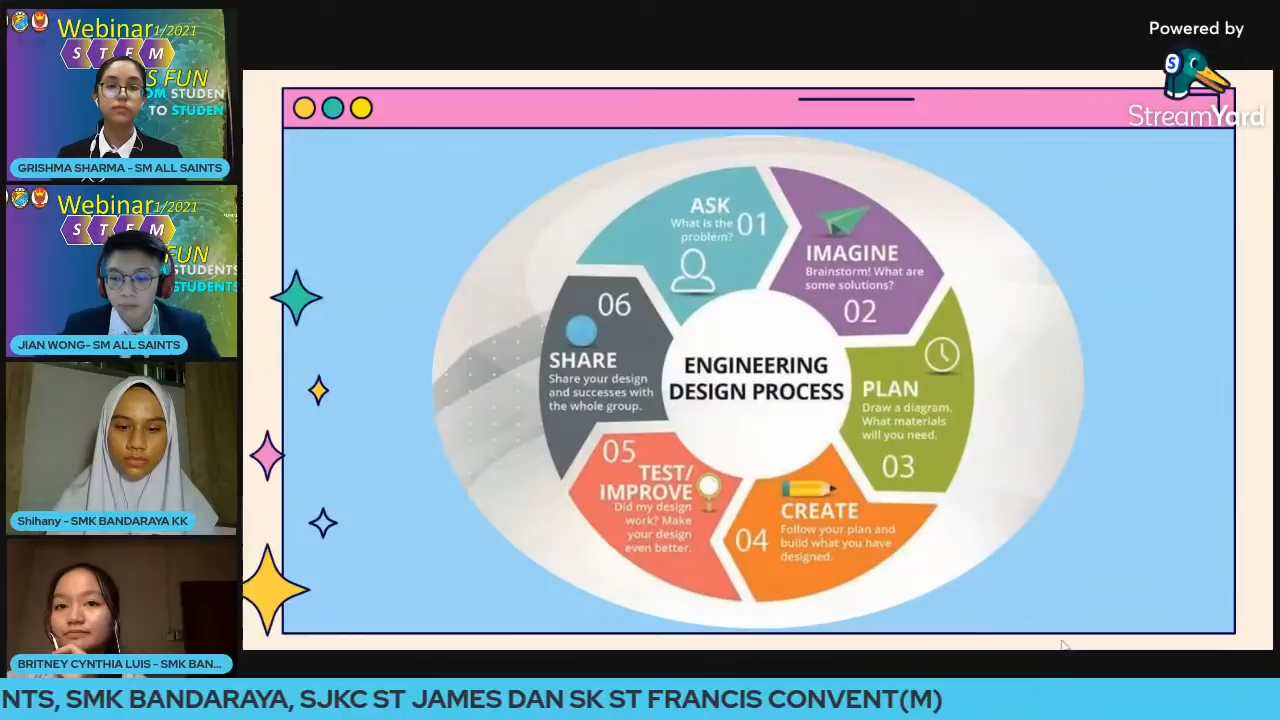 Webinar 1/2021
S T E M
S FUN
OM STUDEN
TO STUDEN
GRISHMA SHARMA - SM ALL SAINTS
Webinar 1/2021
S T E M
FUN
STUDENTS
STUDENTS
JIAN WONG- SM ALL SAINTS
Shihany - SMK BANDARAYA KK
BRITNEY CYNTHIA LUIS - SMK BAN...
Powered by
S
StreamYard
ASK
What is the
problem?
01
IMAGINE
Brainstorm! What are
some solutions?
02
PLAN
Draw a diagram.
What materials
will you need.
03
04
CREATE
Follow your plan and
build what you have
designed.
05
TEST/
IMPROVE
Did my design
work? Make
your design
even better.
06
SHARE
Share your design
and successes with
the whole group.
ENGINEERING
DESIGN PROCESS
NTS, SMK BANDARAYA, SJKC ST JAMES DAN SK ST FRANCIS CONVENT(M)